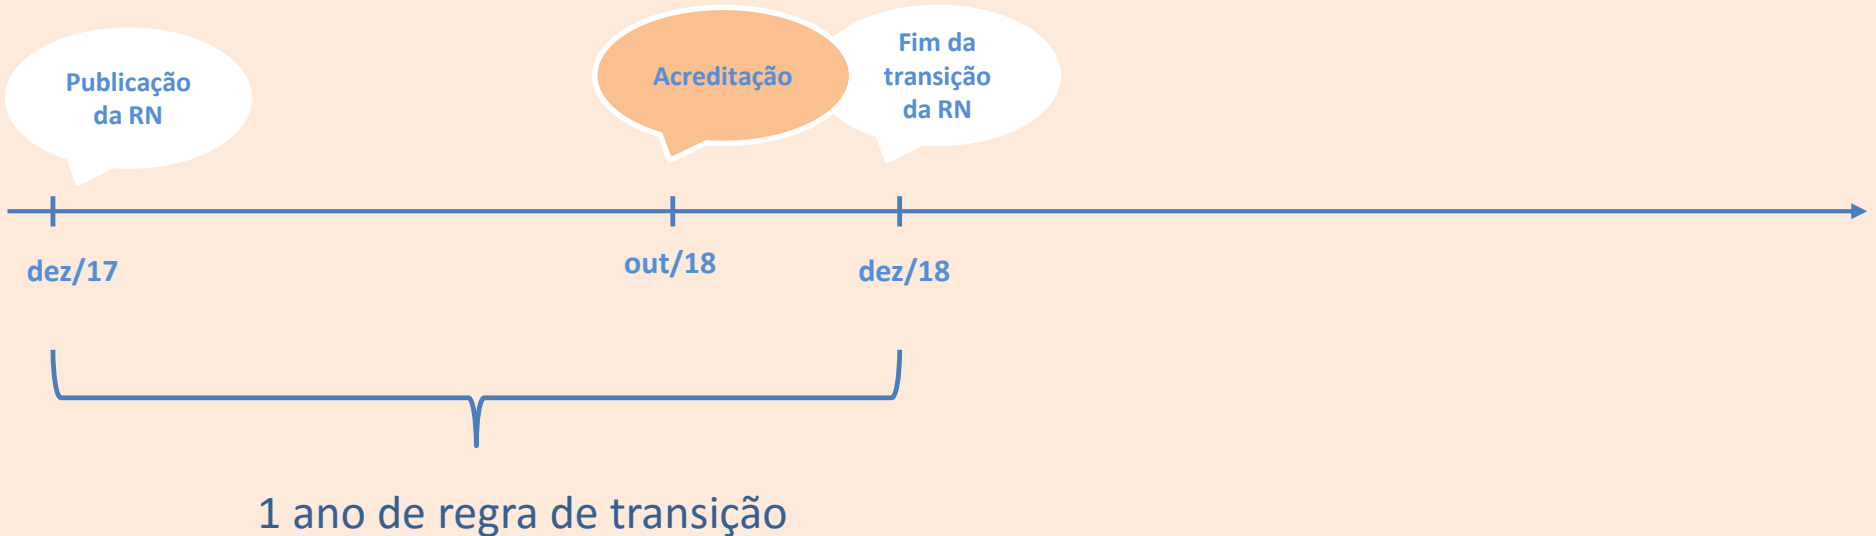 Publicação
da RN
Acreditação
Fim da
transição
da RN
dez/17
out/18
dez/18
1 ano de regra de transição